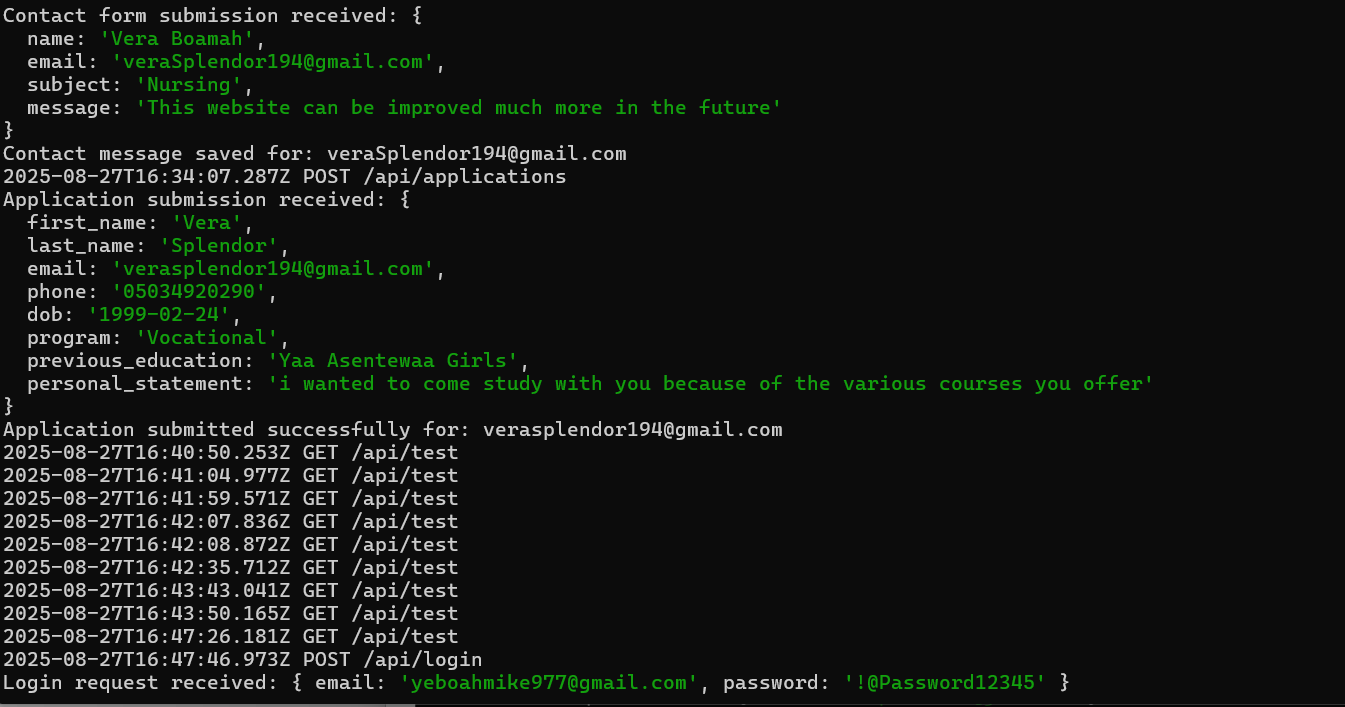 Contact form submission received: {
  name: 'Vera Boamah',
  email: 'veraSplendor194@gmail.com',
  subject: 'Nursing',
  message: 'This website can be improved much more in the future'
}
Contact message saved for: veraSplendor194@gmail.com
2025-08-27T16:34:07.287Z POST /api/applications
Application submission received: {
  first_name: 'Vera',
  last_name: 'Splendor',
  email: 'verasplendor194@gmail.com',
  phone: '05034920290',
  dob: '1999-02-24',
  program: 'Vocational',
  previous_education: 'Yaa Asentewaa Girls',
  personal_statement: 'i wanted to come study with you because of the various courses you offer'
}
Application submitted successfully for: verasplendor194@gmail.com
2025-08-27T16:40:50.253Z GET /api/test
2025-08-27T16:41:04.977Z GET /api/test
2025-08-27T16:41:59.571Z GET /api/test
2025-08-27T16:42:07.836Z GET /api/test
2025-08-27T16:42:08.872Z GET /api/test
2025-08-27T16:42:35.712Z GET /api/test
2025-08-27T16:43:43.041Z GET /api/test
2025-08-27T16:43:50.165Z GET /api/test
2025-08-27T16:47:26.181Z GET /api/test
2025-08-27T16:47:46.973Z POST /api/login
Login request received: { email: 'yeboahmike977@gmail.com', password: '!@Password12345' }